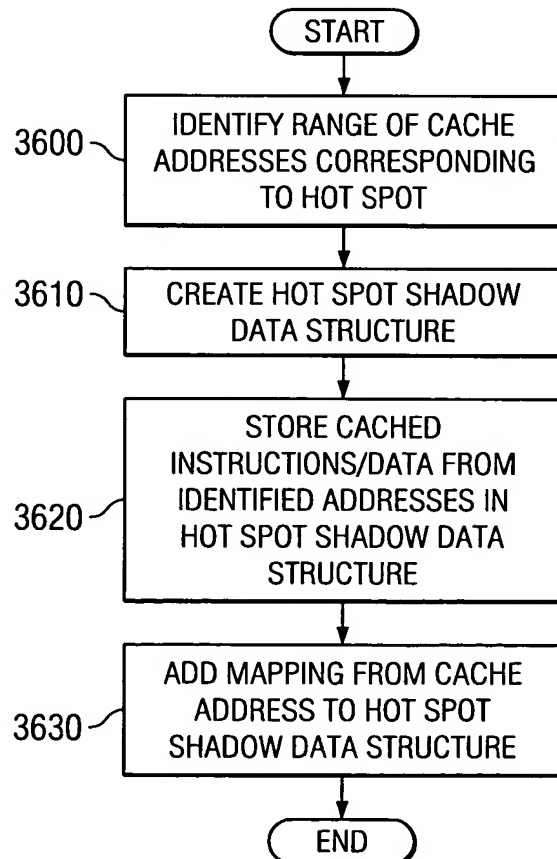 START
3600
IDENTIFY RANGE OF CACHE
ADDRESSES CORRESPONDING
TO HOT SPOT
3610
CREATE HOT SPOT SHADOW
DATA STRUCTURE
3620
STORE CACHED
INSTRUCTIONS/DATA FROM
IDENTIFIED ADDRESSES IN
HOT SPOT SHADOW DATA
STRUCTURE
3630
ADD MAPPING FROM CACHE
ADDRESS TO HOT SPOT
SHADOW DATA STRUCTURE
END